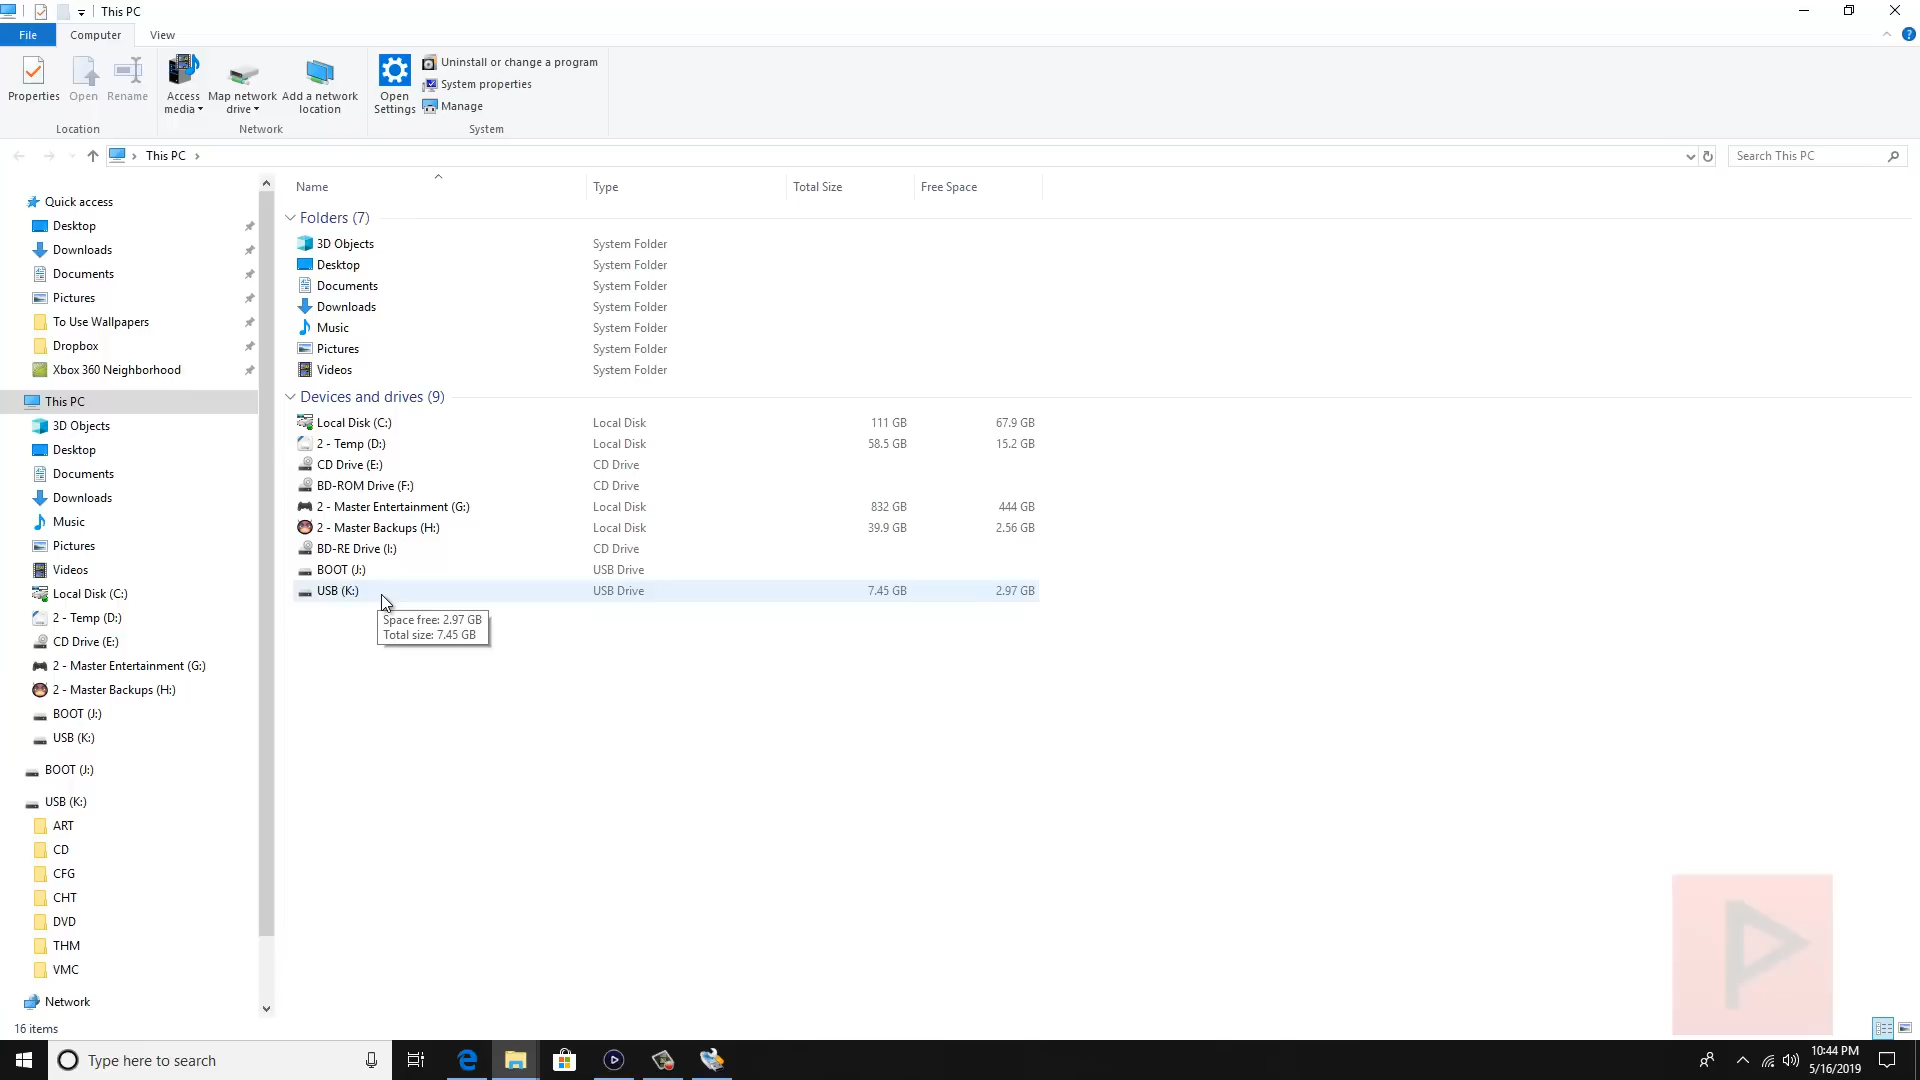 This PC
File
Computer
View
Properties
Open
Rename
Location
Access media
Map network drive
Add a network location
Network
Open Settings
Uninstall or change a program
System properties
Manage
System
This PC
Search This PC
Quick access
Desktop
Downloads
Documents
Pictures
To Use Wallpapers
Dropbox
Xbox 360 Neighborhood
This PC
3D Objects
Desktop
Documents
Downloads
Music
Pictures
Videos
Local Disk (C:)
2 - Temp (D:)
CD Drive (E:)
2 - Master Entertainment (G:)
2 - Master Backups (H:)
BOOT (J:)
USB (K:)
BOOT (J:)
USB (K:)
ART
CD
CFG
CHT
DVD
THM
VMC
Network
Name Type Total Size Free Space
Folders (7)
3D Objects System Folder
Desktop System Folder
Documents System Folder
Downloads System Folder
Music System Folder
Pictures System Folder
Videos System Folder
Devices and drives (9)
Local Disk (C:) Local Disk 111 GB 67.9 GB
2 - Temp (D:) Local Disk 58.5 GB 15.2 GB
CD Drive (E:) CD Drive
BD-ROM Drive (F:) CD Drive
2 - Master Entertainment (G:) Local Disk 832 GB 444 GB
2 - Master Backups (H:) Local Disk 39.9 GB 2.56 GB
BD-RE Drive (I:) CD Drive
BOOT (J:) USB Drive
USB (K:) USB Drive 7.45 GB 2.97 GB
Space free: 2.97 GB
Total size: 7.45 GB
16 items
Type here to search
10:44 PM
5/16/2019